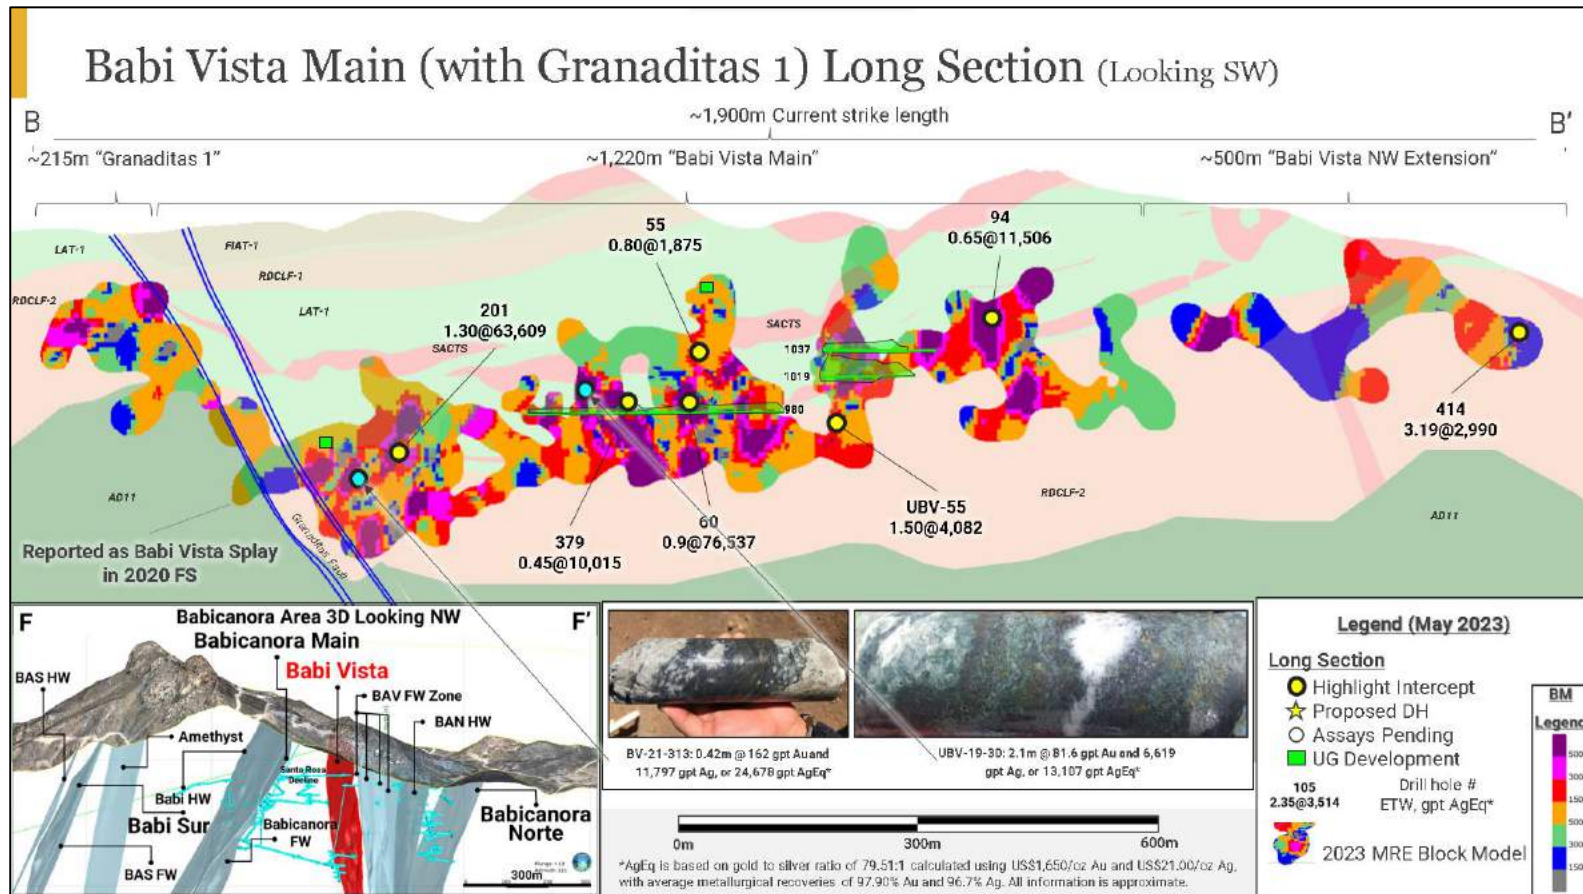 Babi Vista Main (with Granaditas 1) Long Section (Looking SW)
B
~1,900m Current strike length
B'
~215m “Granaditas 1”
~1,220m “Babi Vista Main”
~500m “Babi Vista NW Extension”
LAT-1
FIAT-1
RDCLF-1
RDCLF-2
LAT-1
SACTS
SACTS
55
0.80@1,875
94
0.65@11,506
201
1.30@63,609
1037
1019
980
414
3.19@2,990
AD11
RDCLF-2
AD11
UBV-55
1.50@4,082
60
0.9@76,537
379
0.45@10,015
Granaditas Fault
Reported as Babi Vista Splay
in 2020 FS
F
Babicanora Area 3D Looking NW
F'
Babicanora Main
Babi Vista
BAS HW
BAV FW Zone
BAN HW
Amethyst
Santa Rosa
Decline
Babi HW
Babi Sur
Babicanora
FW
Babicanora
Norte
BAS FW
300m
BV-21-313: 0.42m @ 162 gpt Au and
11,797 gpt Ag, or 24,678 gpt AgEq*
UBV-19-30: 2.1m @ 81.6 gpt Au and 6,619
gpt Ag, or 13,107 gpt AgEq*
0m
300m
600m
*AgEq is based on gold to silver ratio of 79.51:1 calculated using US$1,650/oz Au and US$21.00/oz Ag,
with average metallurgical recoveries of 97.90% Au and 96.7% Ag. All information is approximate.
Legend (May 2023)
Long Section
Highlight Intercept
Proposed DH
Assays Pending
UG Development
105
2.35@3,514
Drill hole #
ETW, gpt AgEq*
2023 MRE Block Model
BM
Legend